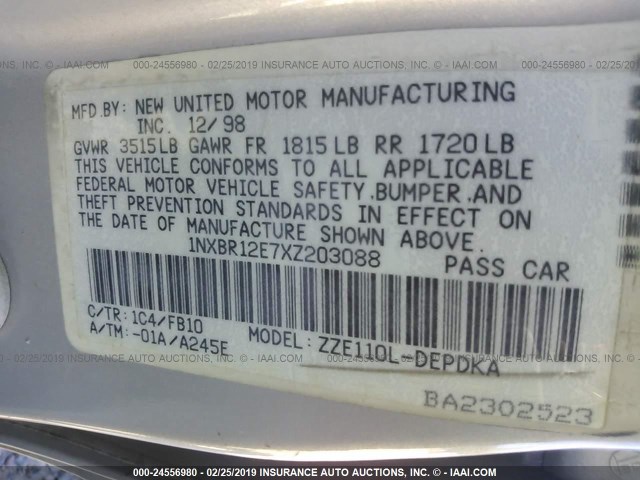 000-24556980 - 02/25/2019 INSURANCE AUTO AUCTIONS, INC. (C) - IAAI.COM
MFD.BY: NEW UNITED MOTOR MANUFACTURING
INC. 12/98
GVWR 3515LB GAWR FR 1815LB RR 1720LB
THIS VEHICLE CONFORMS TO ALL APPLICABLE
FEDERAL MOTOR VEHICLE SAFETY.BUMPER.AND
THEFT PREVENTION STANDARDS IN EFFECT ON
THE DATE OF MANUFACTURE SHOWN ABOVE.
1NXBR12E7XZ203088 PASS CAR
C/TR:1C4/FB10
A/TM:-01A/A245E MODEL:ZZE110L-DEPDKA
BA2302523
000-24556980 - 02/25/2019 INSURANCE AUTO AUCTIONS, INC. (C) - IAAI.COM